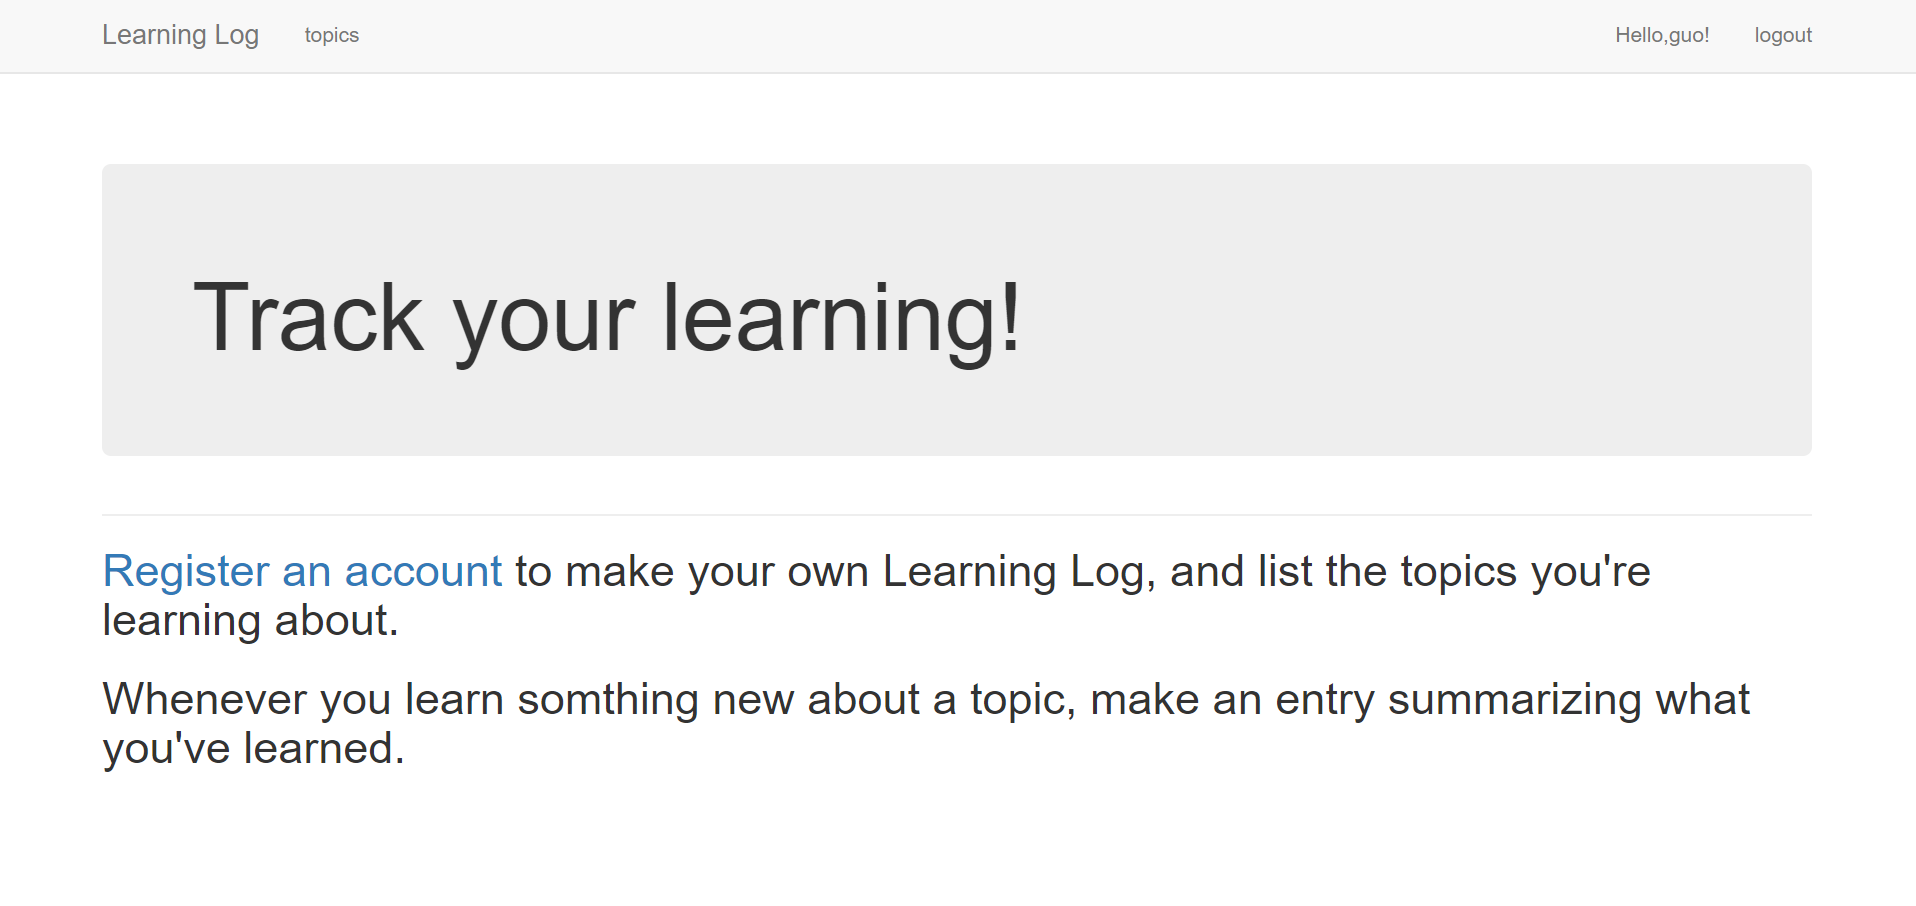 Learning Log topics Hello,guo! logout
Track your learning!
Register an account to make your own Learning Log, and list the topics you're
learning about.
Whenever you learn somthing new about a topic, make an entry summarizing what
you've learned.